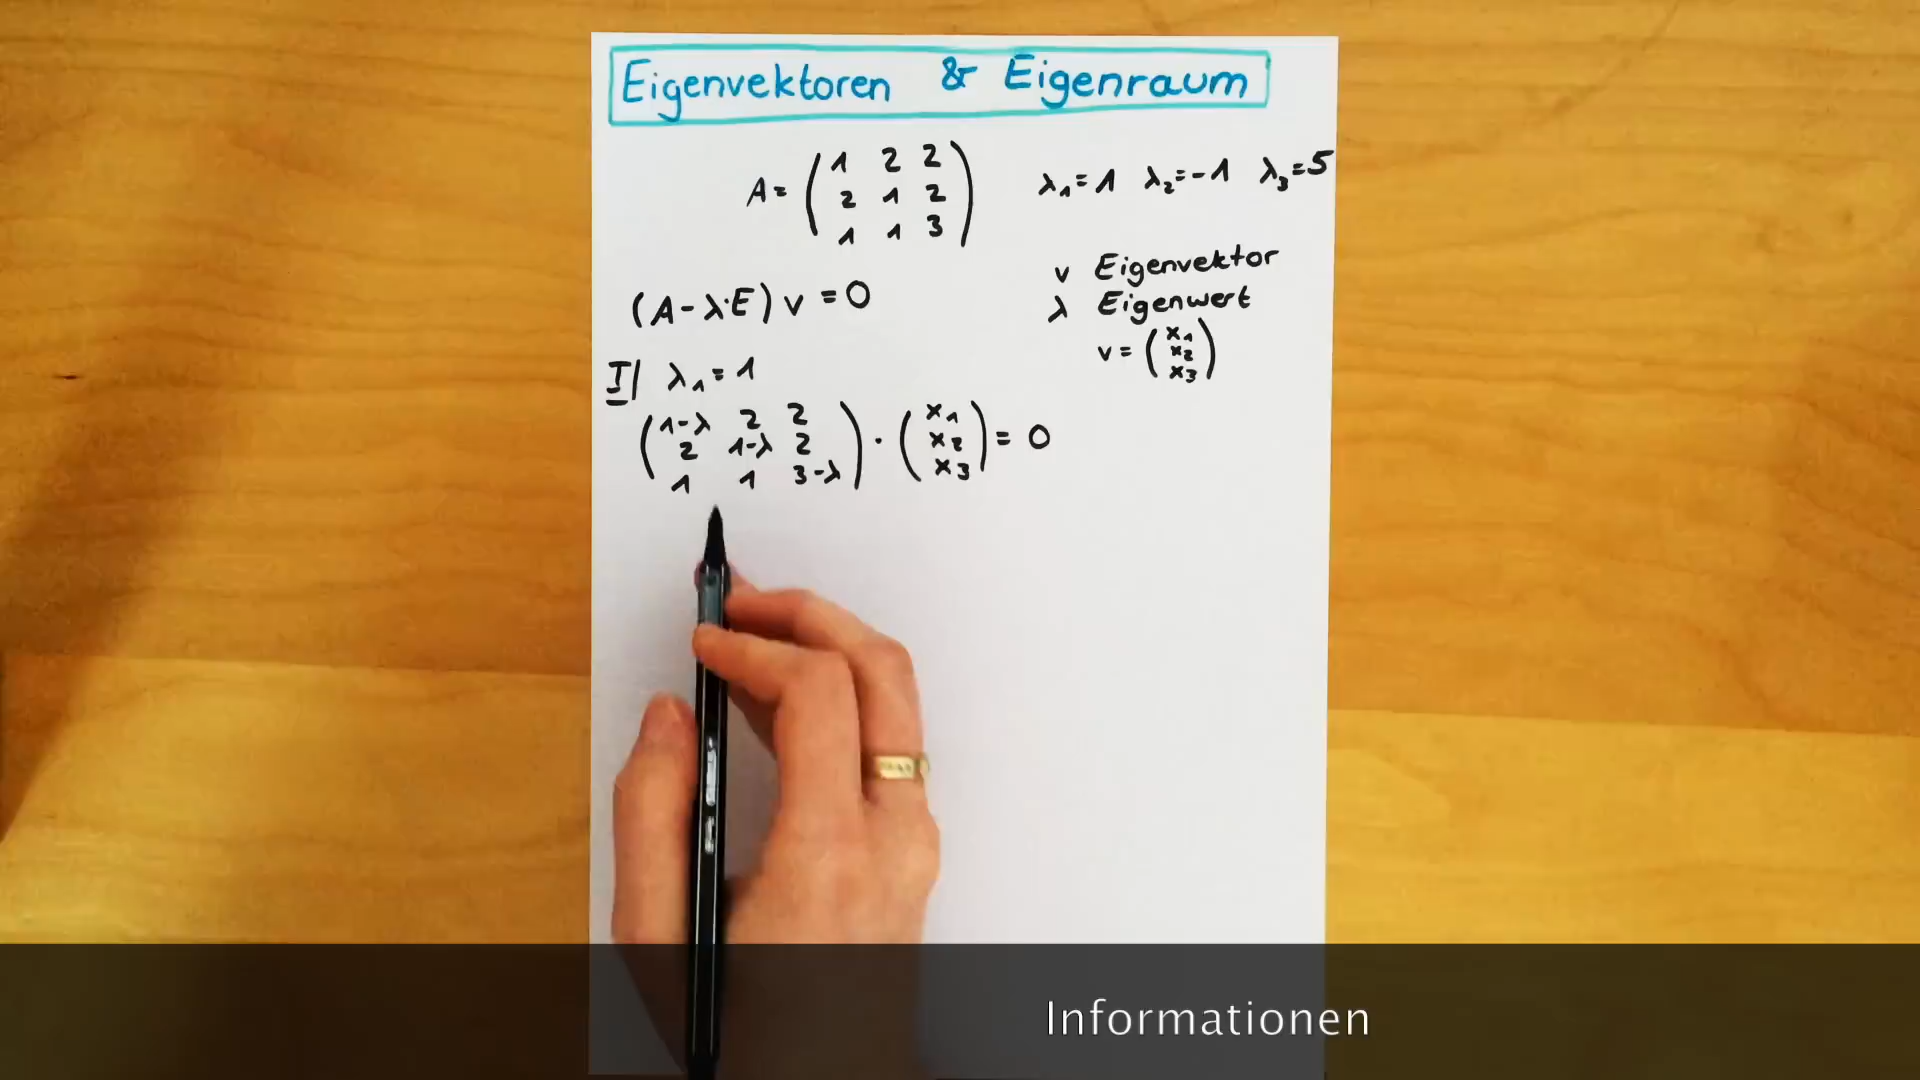 Eigenvektoren & Eigenraum
A = ( 1 2 2
2 1 2
1 1 3 )
λ₁ = 1 λ₂ = -1 λ₃ = 5
v Eigenvektor
λ Eigenwert
v = ( x₁
x₂
x₃ )
(A - λ·E) v = 0
I| λ₁ = 1
( 1-λ 2 2
2 1-λ 2
1 1 3-λ ) · ( x₁
x₂
x₃ ) = 0
Informationen